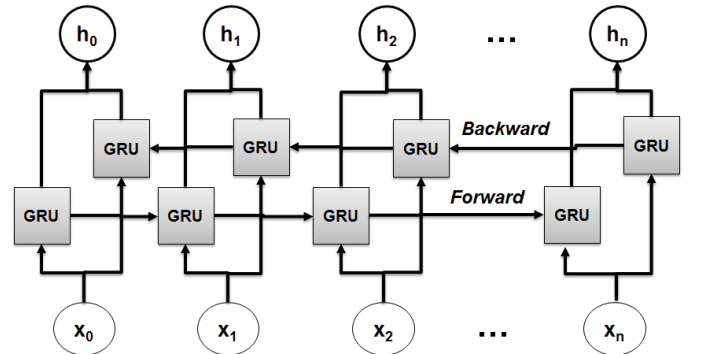 h₀ h₁ h₂ ... hₙ
GRU GRU GRU Backward GRU
GRU GRU GRU Forward GRU
x₀ x₁ x₂ ... xₙ